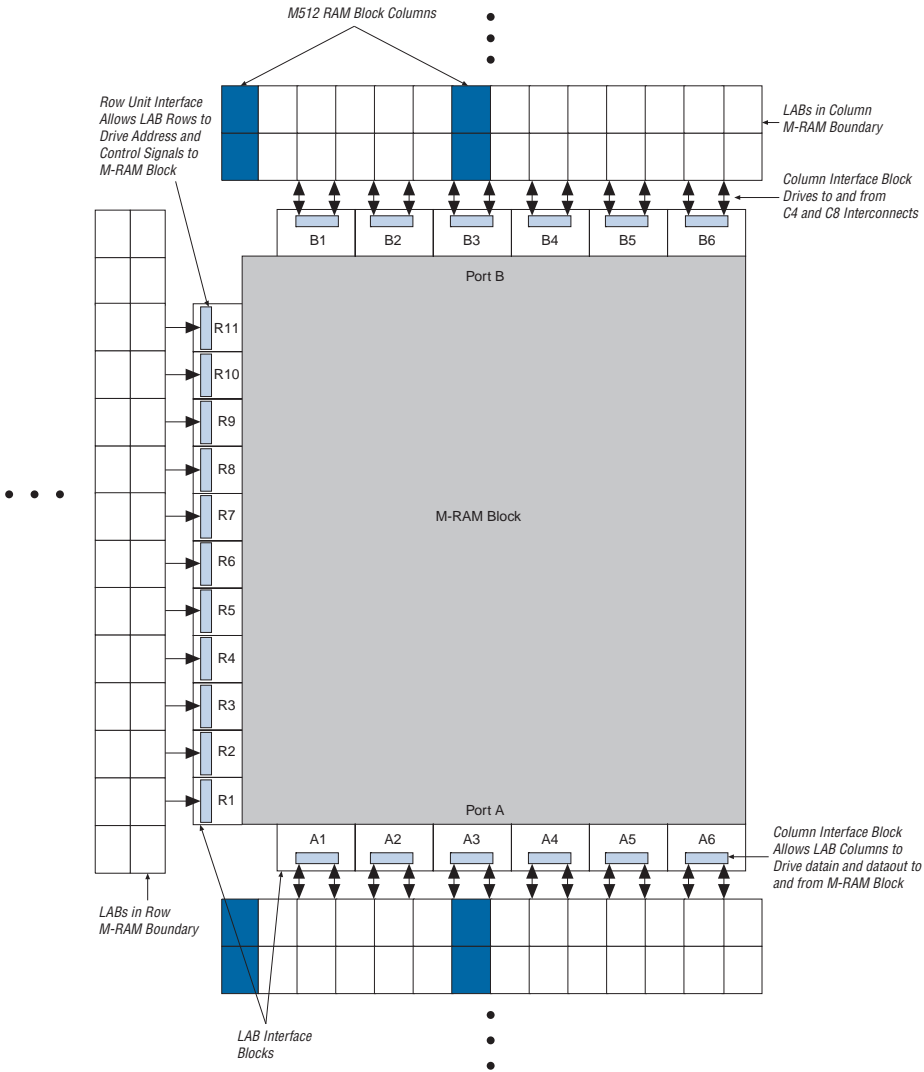 M512 RAM Block Columns
Row Unit Interface
Allows LAB Rows to
Drive Address and
Control Signals to
M-RAM Block
LABs in Column
M-RAM Boundary
Column Interface Block
Drives to and from
C4 and C8 Interconnects
B1 B2 B3 B4 B5 B6
Port B
R11
R10
R9
R8
R7
M-RAM Block
R6
R5
R4
R3
R2
R1
Port A
A1 A2 A3 A4 A5 A6
Column Interface Block
Allows LAB Columns to
Drive datain and dataout to
and from M-RAM Block
LABs in Row
M-RAM Boundary
LAB Interface
Blocks